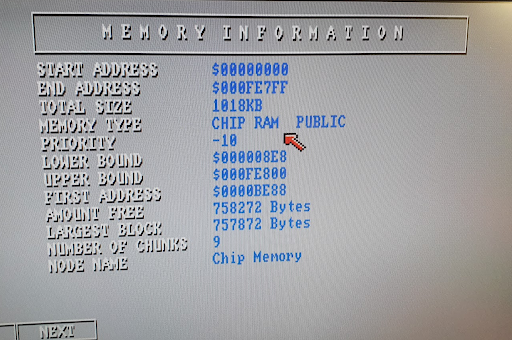 MEMORY INFORMATION
START ADDRESS $00000000
END ADDRESS $000FE7FF
TOTAL SIZE 1018KB
MEMORY TYPE CHIP RAM PUBLIC
PRIORITY -10
LOWER BOUND $000008E8
UPPER BOUND $000FE800
FIRST ADDRESS $0000BE88
AMOUNT FREE 758272 Bytes
LARGEST BLOCK 757872 Bytes
NUMBER OF CHUNKS 9
NODE NAME Chip Memory
NEXT